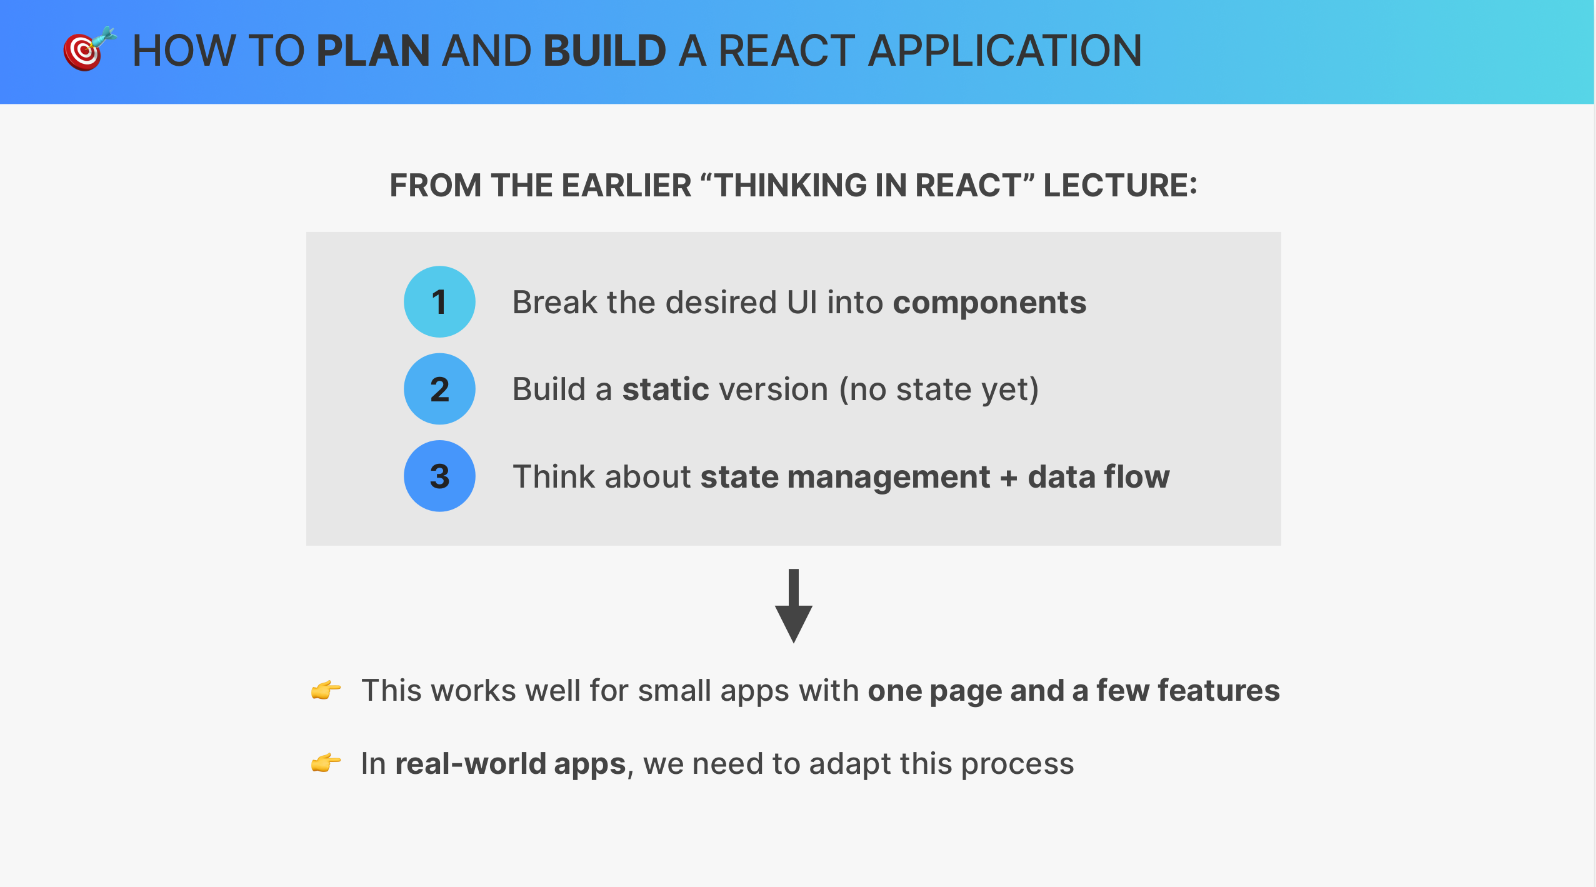 HOW TO PLAN AND BUILD A REACT APPLICATION
FROM THE EARLIER “THINKING IN REACT” LECTURE:
1 Break the desired UI into components
2 Build a static version (no state yet)
3 Think about state management + data flow
👉 This works well for small apps with one page and a few features
👉 In real-world apps, we need to adapt this process